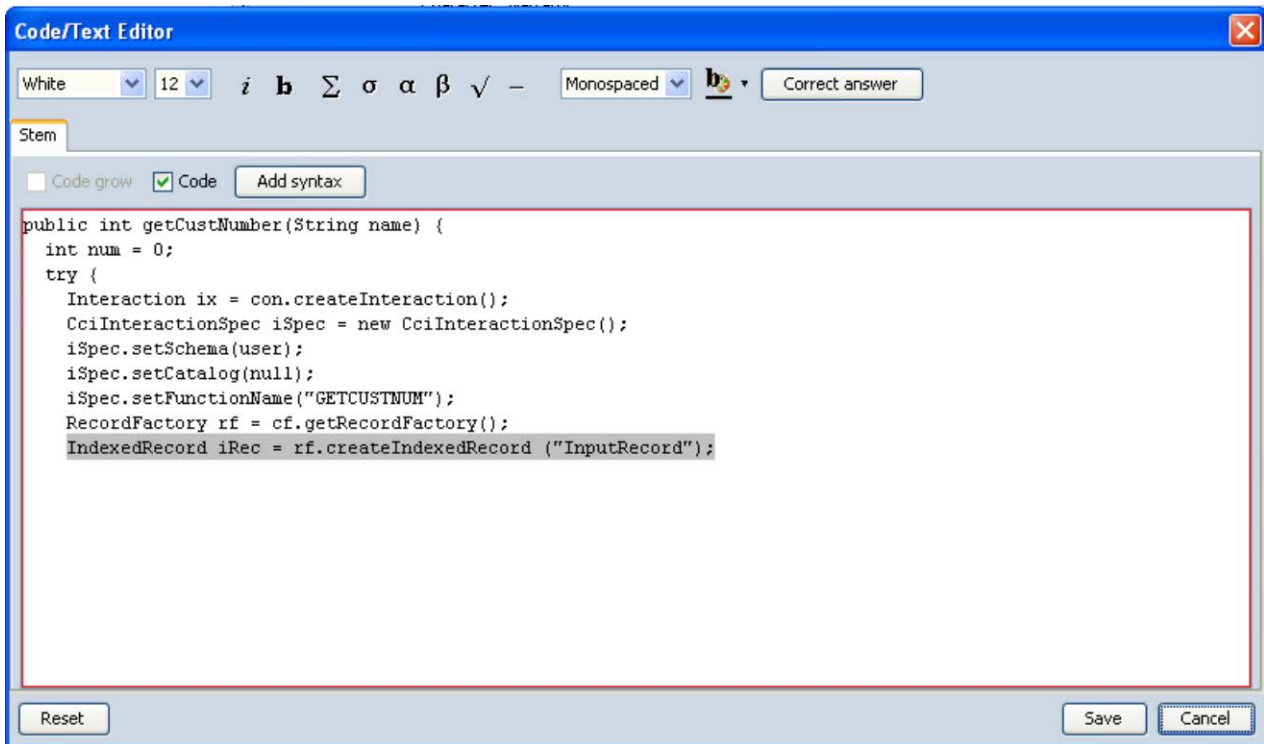 Code/Text Editor
White 12 i b ∑ σ α β √ – Monospaced b Correct answer
Stem
Code grow Code Add syntax
public int getCustNumber(String name) {
int num = 0;
try {
Interaction ix = con.createInteraction();
CciInteractionSpec iSpec = new CciInteractionSpec();
iSpec.setSchema(user);
iSpec.setCatalog(null);
iSpec.setFunctionName("GETCUSTNUM");
RecordFactory rf = cf.getRecordFactory();
IndexedRecord iRec = rf.createIndexedRecord ("InputRecord");
Reset Save Cancel